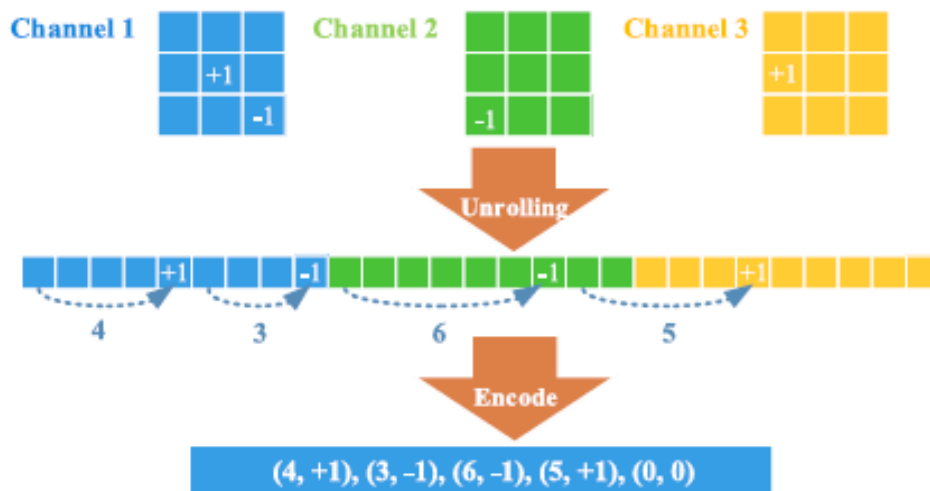 Channel 1 Channel 2 Channel 3
+1 +1
-1 -1
Unrolling
+1 -1 -1 +1
4 3 6 5
Encode
(4, +1), (3, -1), (6, -1), (5, +1), (0, 0)